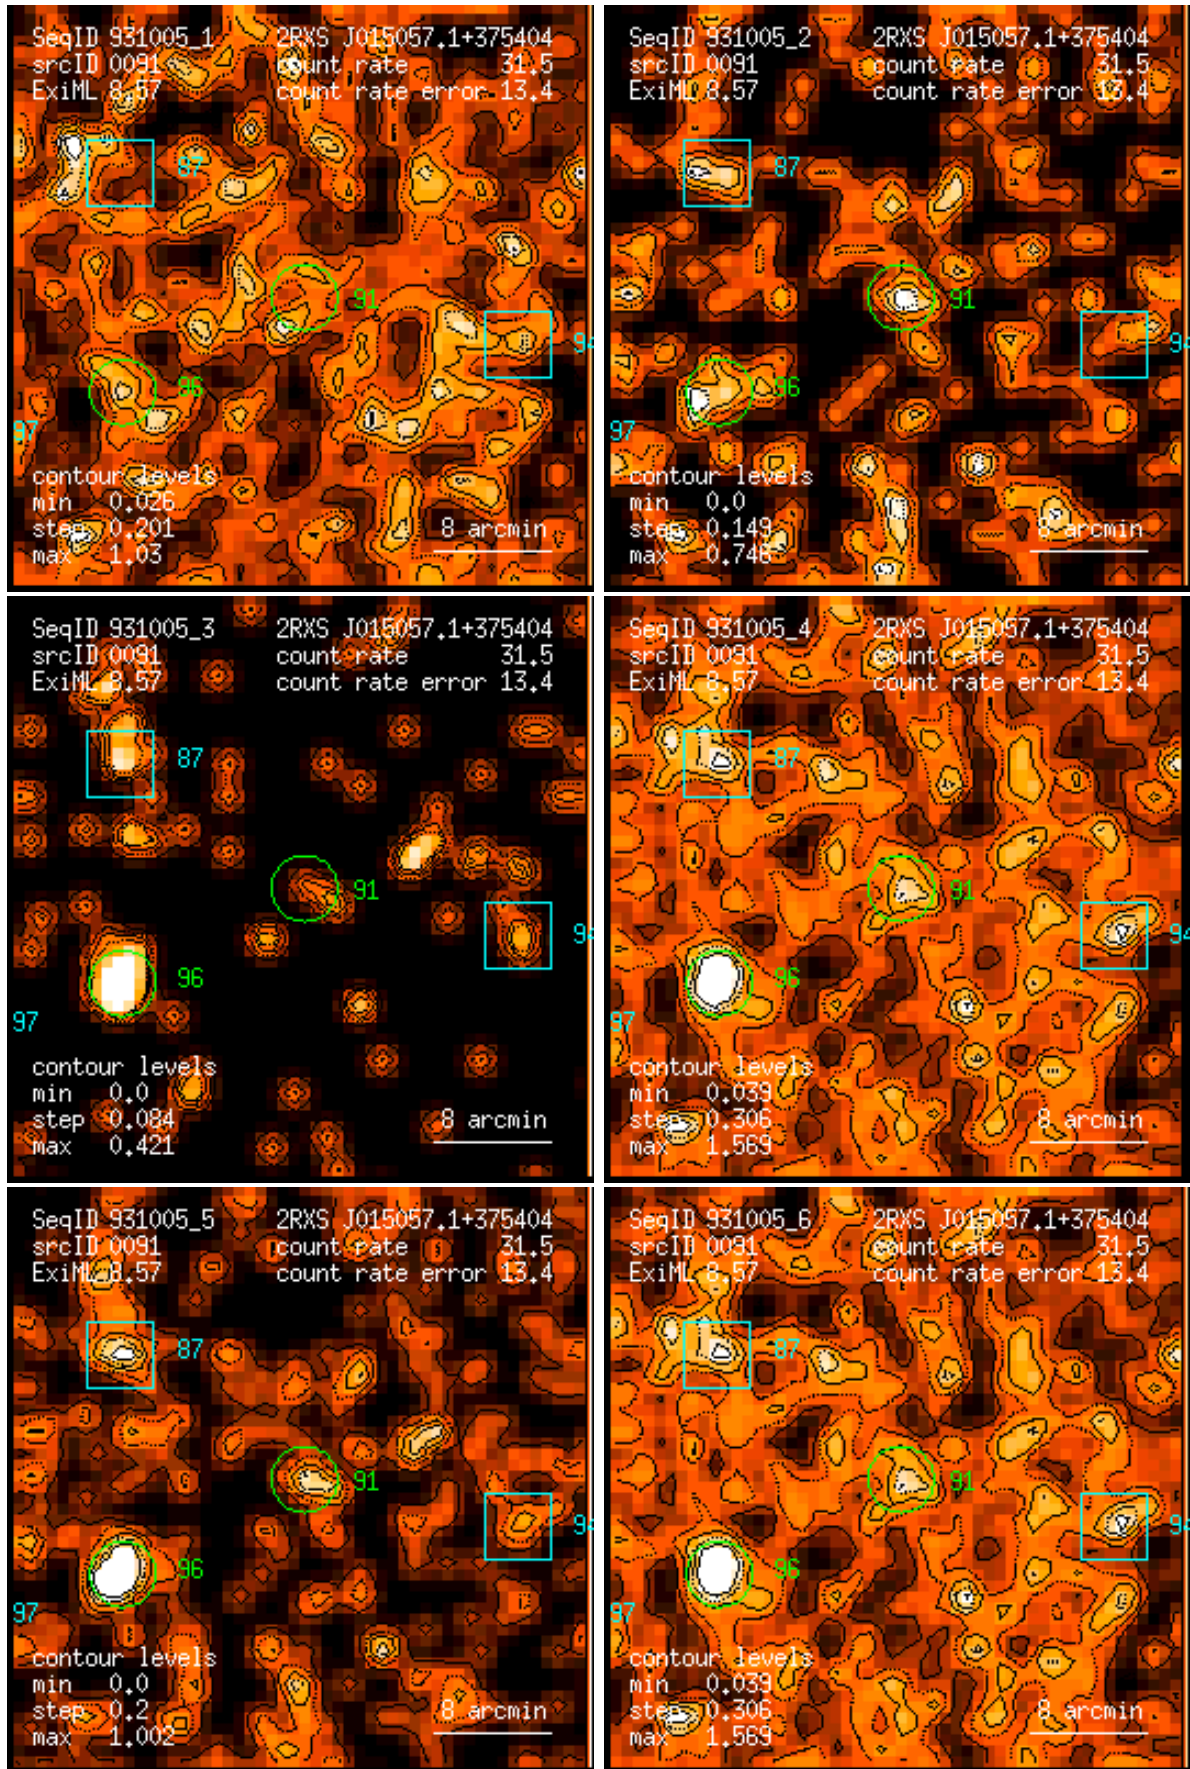 SeqID 931005_1 2RXS J015057.1+375404
srcID 0091 count rate 31.5
ExiML 8.57 count rate error 13.4
87
91
94
96
97
contour levels
min 0.026
step 0.201
max 1.03
8 arcmin
SeqID 931005_2 2RXS J015057.1+375404
srcID 0091 count rate 31.5
ExiML 8.57 count rate error 13.4
87
91
94
96
97
contour levels
min 0.0
step 0.149
max 0.748
8 arcmin
SeqID 931005_3 2RXS J015057.1+375404
srcID 0091 count rate 31.5
ExiML 8.57 count rate error 13.4
87
91
94
96
97
contour levels
min 0.0
step 0.084
max 0.421
8 arcmin
SeqID 931005_4 2RXS J015057.1+375404
srcID 0091 count rate 31.5
ExiML 8.57 count rate error 13.4
87
91
94
96
97
contour levels
min 0.039
step 0.306
max 1.569
8 arcmin
SeqID 931005_5 2RXS J015057.1+375404
srcID 0091 count rate 31.5
ExiML 8.57 count rate error 13.4
87
91
94
96
97
contour levels
min 0.0
step 0.2
max 1.002
8 arcmin
SeqID 931005_6 2RXS J015057.1+375404
srcID 0091 count rate 31.5
ExiML 8.57 count rate error 13.4
87
91
94
96
97
contour levels
min 0.039
step 0.306
max 1.569
8 arcmin